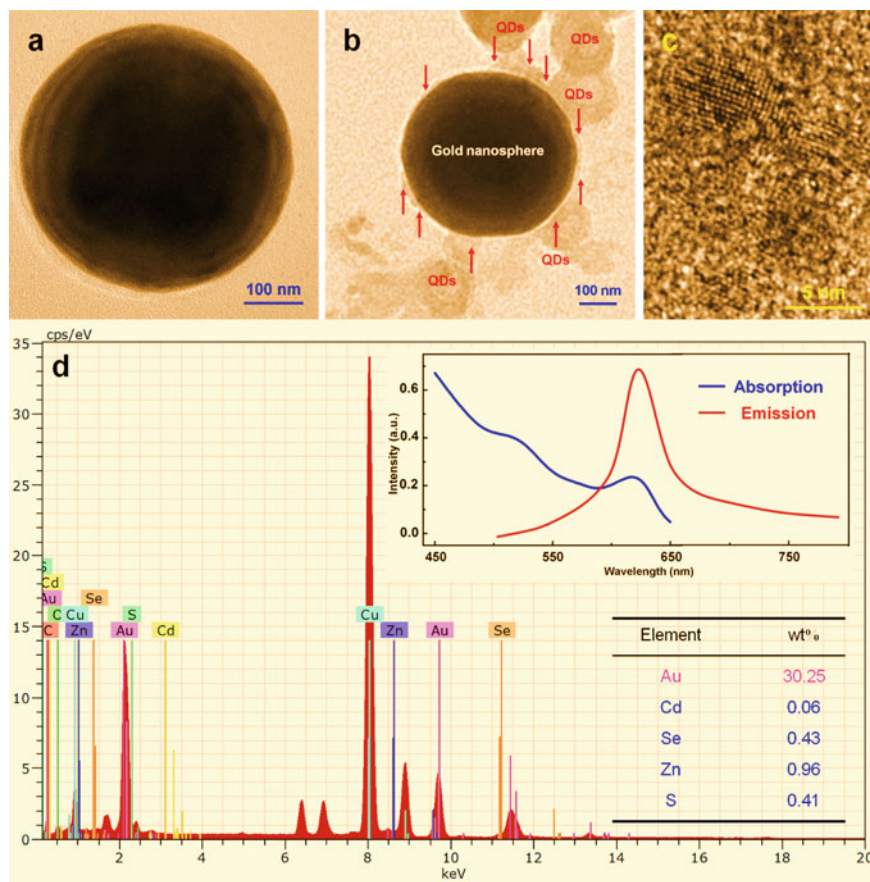 a
100 nm
b
QDs
QDs
QDs
Gold nanosphere
QDs
QDs
100 nm
c
5 nm
cps/eV
d
35
30
25
20
15
10
5
0
S
Cd
Au
Se
C Cu
S
C
Zn
Au
Cd
Cu
Zn
Au
Se
2
4
6
8
10
12
14
16
18
20
keV
0.6
0.4
0.2
0.0
Intensity (a.u.)
Absorption
Emission
450
550
650
750
Wavelength (nm)
Element wt%
Au 30.25
Cd 0.06
Se 0.43
Zn 0.96
S 0.41